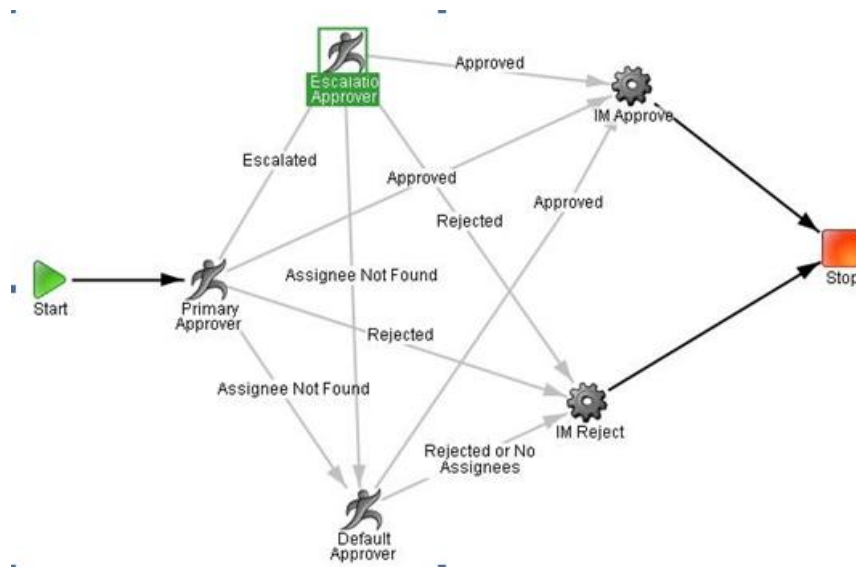 Approved
Escalatio
Approver
IM Approve
Escalated
Approved
Approved
Rejected
Assignee Not Found
Start
Primary
Approver
Stop
Rejected
Assignee Not Found
IM Reject
Rejected or No
Assignees
Default
Approver